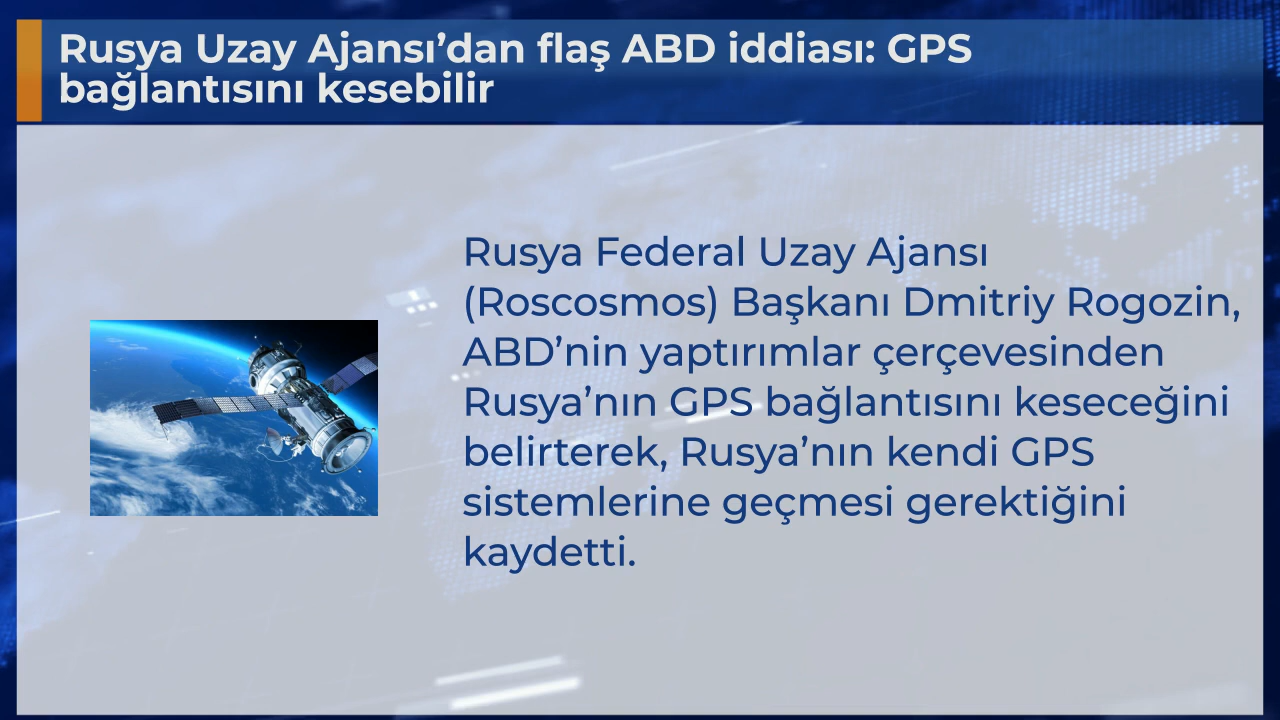 Rusya Uzay Ajansı’dan flaş ABD iddiası: GPS
bağlantısını kesebilir
Rusya Federal Uzay Ajansı
(Roscosmos) Başkanı Dmitriy Rogozin,
ABD’nin yaptırımlar çerçevesinden
Rusya’nın GPS bağlantısını keseceğini
belirterek, Rusya’nın kendi GPS
sistemlerine geçmesi gerektiğini
kaydetti.